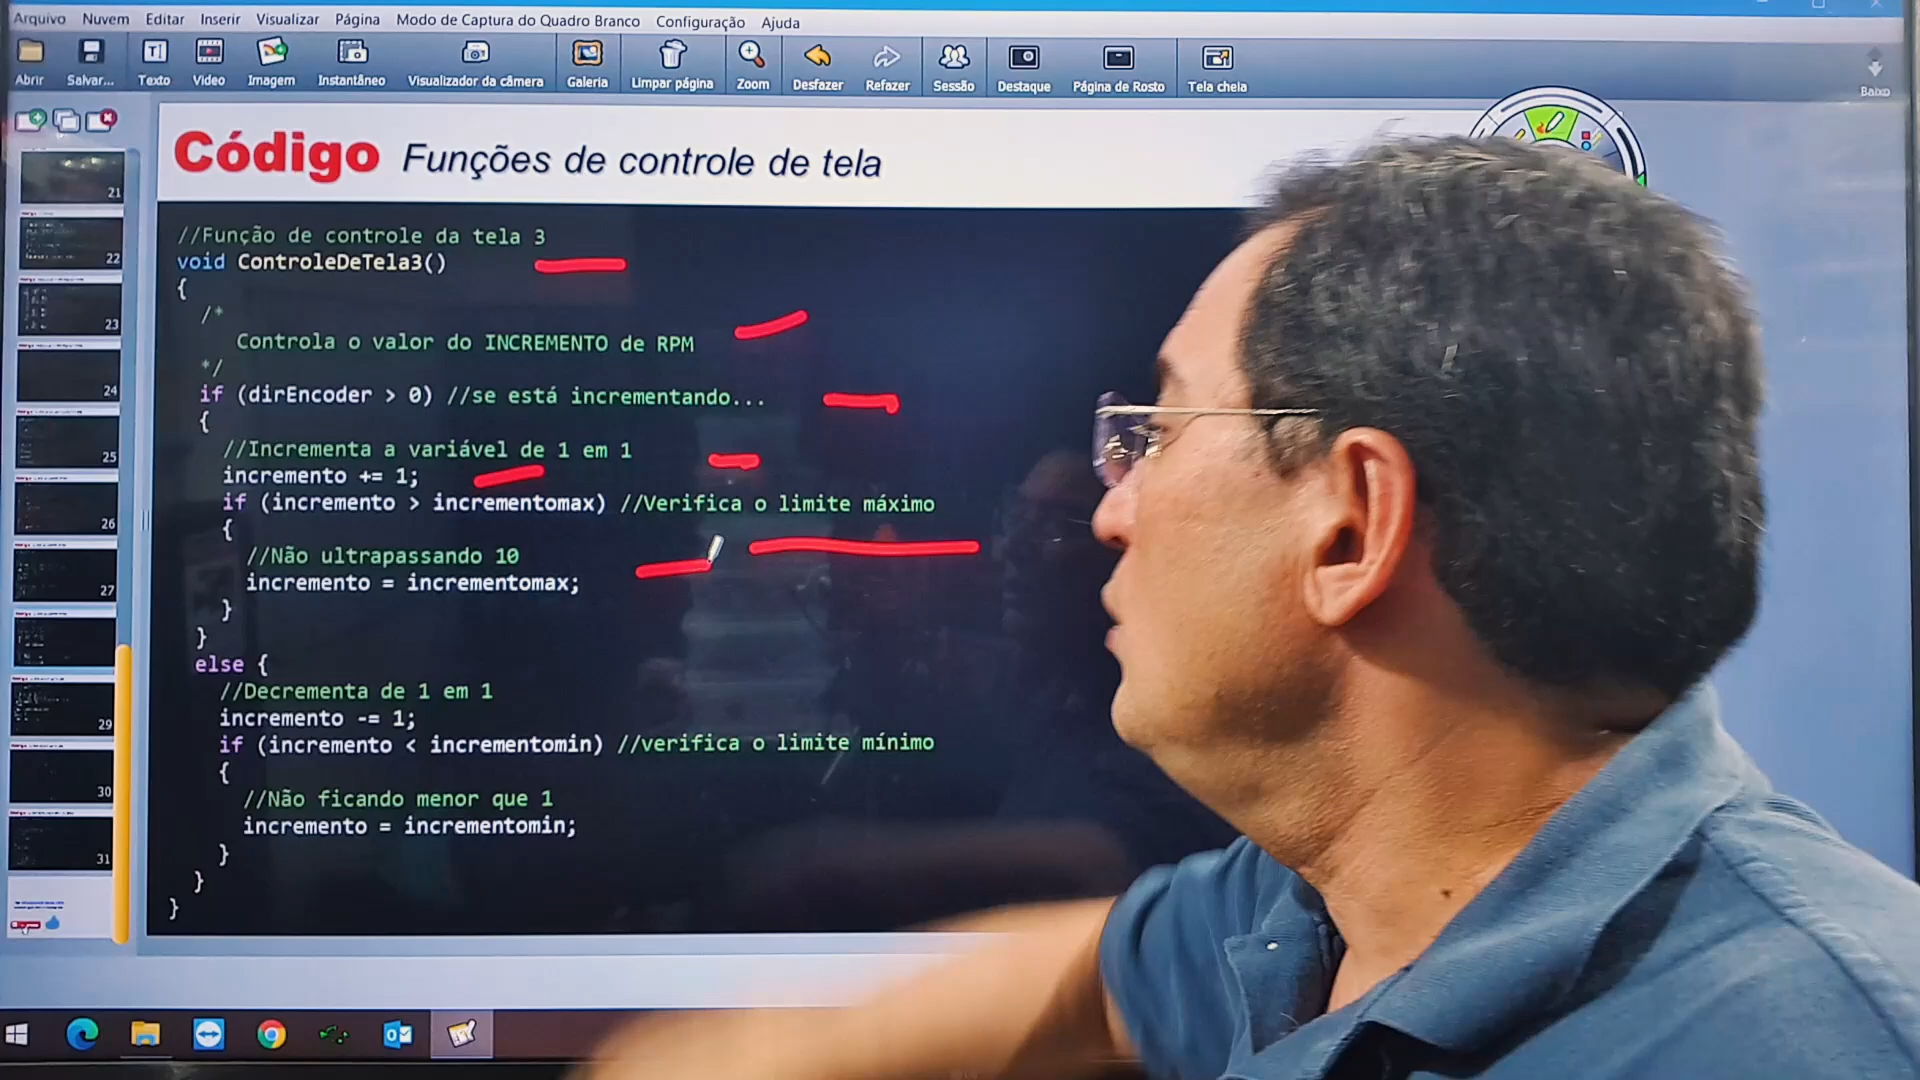 Arquivo Nuvem Editar Inserir Visualizar Página Modo de Captura do Quadro Branco Configuração Ajuda
Abrir Salvar... Texto Video Imagem Instantâneo Visualizador da câmera Galeria Limpar página Zoom Desfazer Refazer Sessão Destaque Página de Rosto Tela cheia Baixo
Código Funções de controle de tela
21
22
23
24
25
26
27
29
30
31
//Função de controle da tela 3
void ControleDeTela3()
{
/*
Controla o valor do INCREMENTO de RPM
*/
if (dirEncoder > 0) //se está incrementando...
{
//Incrementa a variável de 1 em 1
incremento += 1;
if (incremento > incrementomax) //Verifica o limite máximo
{
//Não ultrapassando 10
incremento = incrementomax;
}
}
else {
//Decrementa de 1 em 1
incremento -= 1;
if (incremento < incrementomin) //verifica o limite mínimo
{
//Não ficando menor que 1
incremento = incrementomin;
}
}
}